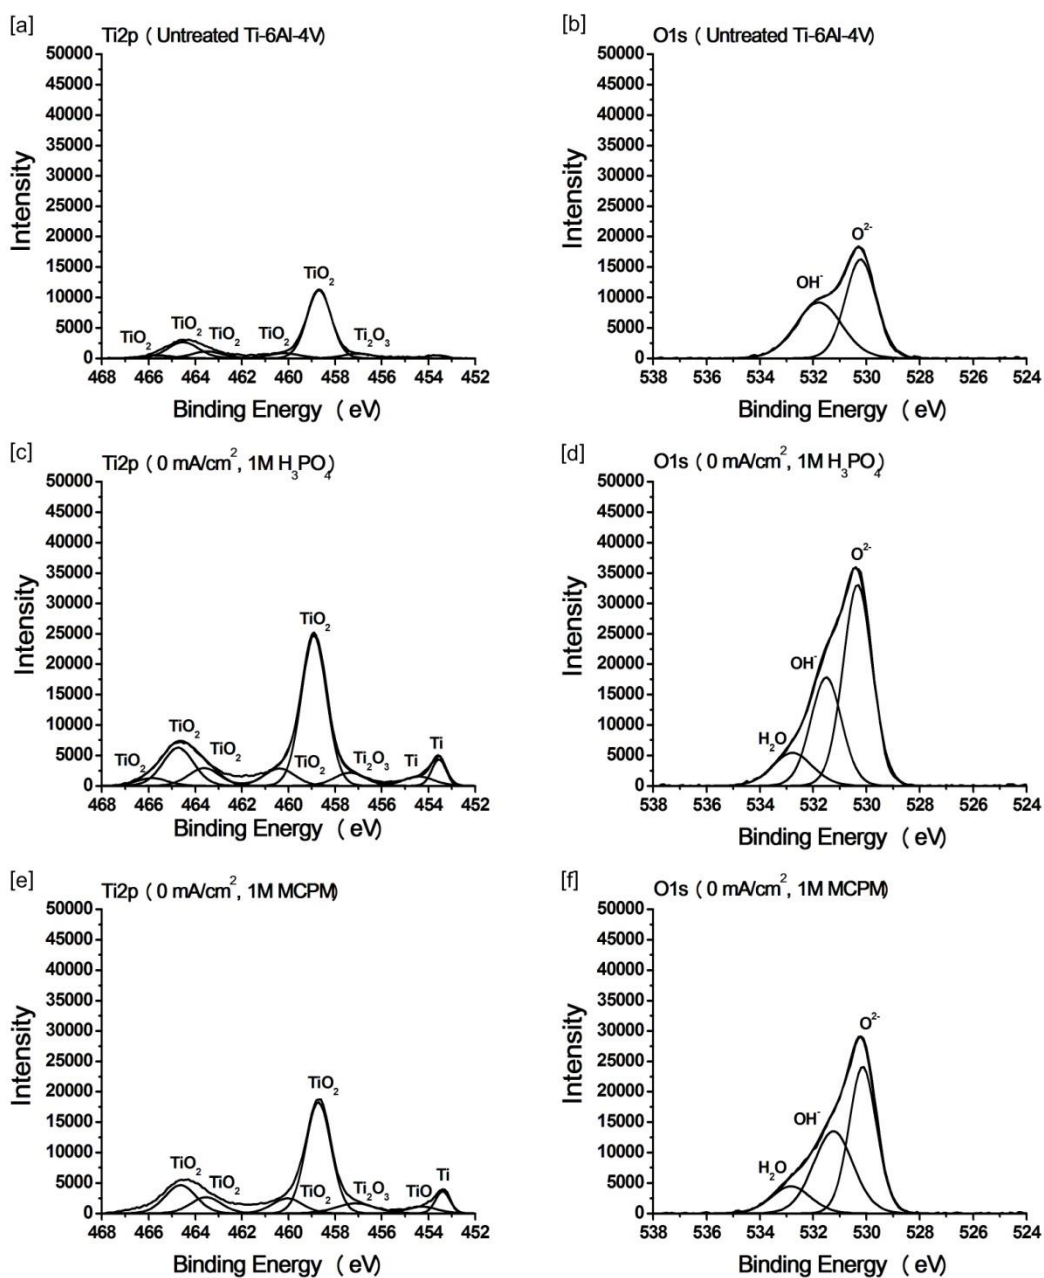 [a]
Ti2p ( Untreated Ti-6Al-4V)
50000
45000
40000
35000
30000
25000
20000
15000
10000
5000
0
Intensity
TiO2
TiO2
TiO2
TiO2
TiO2
Ti2O3
468 466 464 462 460 458 456 454 452
Binding Energy ( eV)
[b]
O1s ( Untreated Ti-6Al-4V)
50000
45000
40000
35000
30000
25000
20000
15000
10000
5000
0
Intensity
OH-
O2-
538 536 534 532 530 528 526 524
Binding Energy ( eV)
[c]
Ti2p ( 0 mA/cm2, 1M H3PO4)
50000
45000
40000
35000
30000
25000
20000
15000
10000
5000
0
Intensity
TiO2
TiO2
TiO2
TiO2
TiO2
Ti2O3
Ti
Ti
468 466 464 462 460 458 456 454 452
Binding Energy ( eV)
[d]
O1s ( 0 mA/cm2, 1M H3PO4)
50000
45000
40000
35000
30000
25000
20000
15000
10000
5000
0
Intensity
H2O
OH-
O2-
538 536 534 532 530 528 526 524
Binding Energy ( eV)
[e]
Ti2p ( 0 mA/cm2, 1M MCPM)
50000
45000
40000
35000
30000
25000
20000
15000
10000
5000
0
Intensity
TiO2
TiO2
TiO2
TiO2
Ti2O3
TiO
Ti
468 466 464 462 460 458 456 454 452
Binding Energy ( eV)
[f]
O1s ( 0 mA/cm2, 1M MCPM)
50000
45000
40000
35000
30000
25000
20000
15000
10000
5000
0
Intensity
H2O
OH-
O2-
538 536 534 532 530 528 526 524
Binding Energy ( eV)